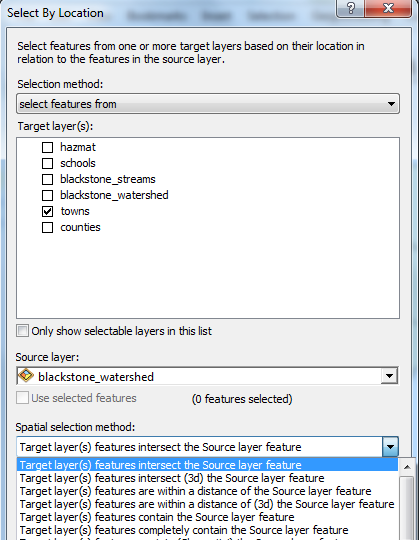 Select By Location
Select features from one or more target layers based on their location in
relation to the features in the source layer.
Selection method:
select features from
Target layer(s):
hazmat
schools
blackstone_streams
blackstone_watershed
towns
counties
Only show selectable layers in this list
Source layer:
blackstone_watershed
Use selected features (0 features selected)
Spatial selection method:
Target layer(s) features intersect the Source layer feature
Target layer(s) features intersect the Source layer feature
Target layer(s) features intersect (3d) the Source layer feature
Target layer(s) features are within a distance of the Source layer feature
Target layer(s) features are within a distance of (3d) the Source layer feature
Target layer(s) features contain the Source layer feature
Target layer(s) features completely contain the Source layer feature